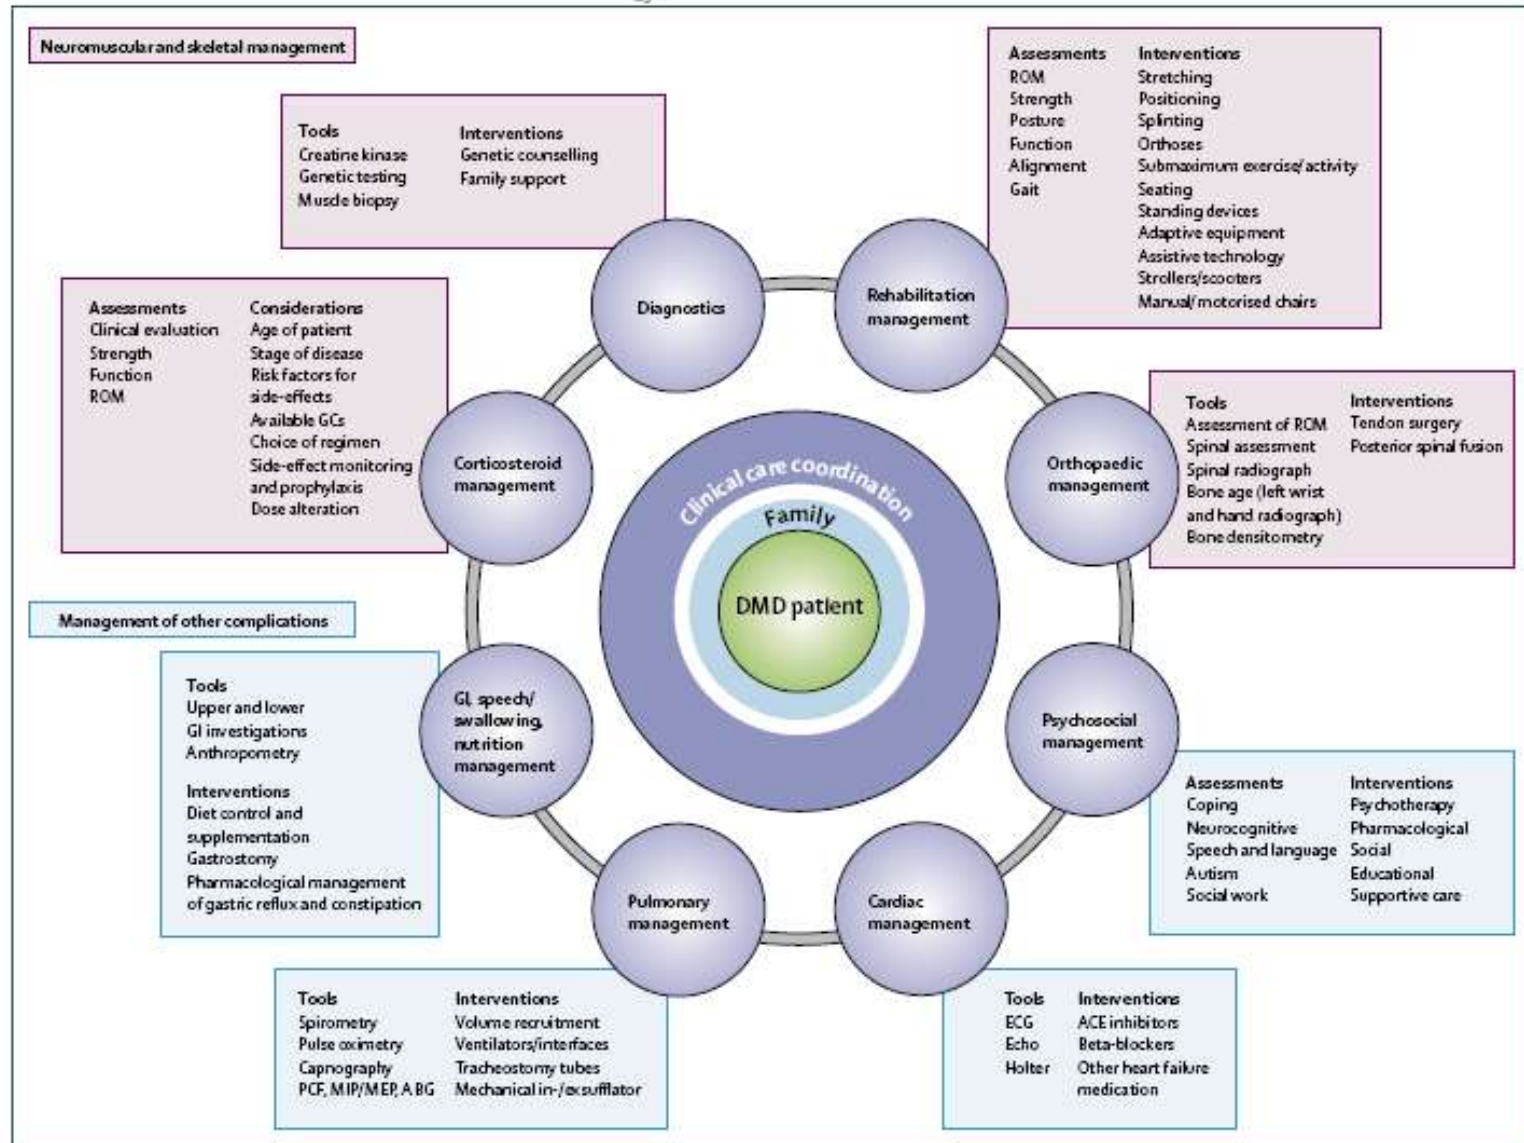 Neuromuscular and skeletal management
Tools
Creatine kinase
Genetic testing
Muscle biopsy
Interventions
Genetic counselling
Family support
Assessments
ROM
Strength
Posture
Function
Alignment
Gait
Interventions
Stretching
Positioning
Splinting
Orthoses
Submaximum exercise/activity
Seating
Standing devices
Adaptive equipment
Assistive technology
Strollers/scooters
Manual/motorised chairs
Diagnostics
Rehabilitation
management
Assessments
Clinical evaluation
Strength
Function
ROM
Considerations
Age of patient
Stage of disease
Risk factors for
side-effects
Available GCs
Choice of regimen
Side-effect monitoring
and prophylaxis
Dose alteration
Corticosteroid
management
Orthopaedic
management
Tools
Assessment of ROM
Spinal assessment
Spinal radiograph
Bone age (left wrist
and hand radiograph)
Bone densitometry
Interventions
Tendon surgery
Posterior spinal fusion
Clinical care coordination
Family
DMD patient
Management of other complications
Tools
Upper and lower
GI investigations
Anthropometry
Interventions
Diet control and
supplementation
Gastrostomy
Pharmacological management
of gastric reflux and constipation
GI, speech/
swallowing,
nutrition
management
Psychosocial
management
Assessments
Coping
Neurocognitive
Speech and language
Autism
Social work
Interventions
Psychotherapy
Pharmacological
Social
Educational
Supportive care
Pulmonary
management
Cardiac
management
Tools
Spirometry
Pulse oximetry
Capnography
PCF, MIP/MEP, ABG
Interventions
Volume recruitment
Ventilators/interfaces
Tracheostomy tubes
Mechanical in-/exsufflator
Tools
ECG
Echo
Holter
Interventions
ACE inhibitors
Beta-blockers
Other heart failure
medication